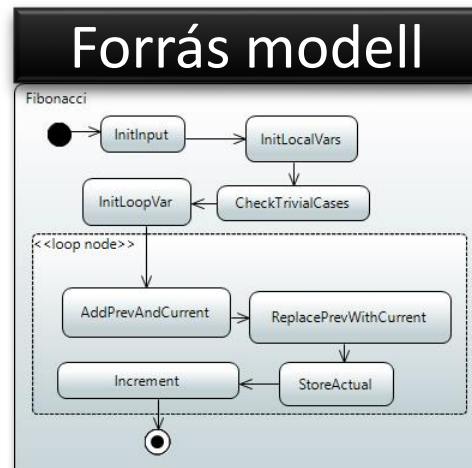 Forrás modell
Fibonacci
InitInput
InitLocalVars
InitLoopVar
CheckTrivialCases
<<loop node>>
AddPrevAndCurrent
ReplacePrevWithCurrent
Increment
StoreActual